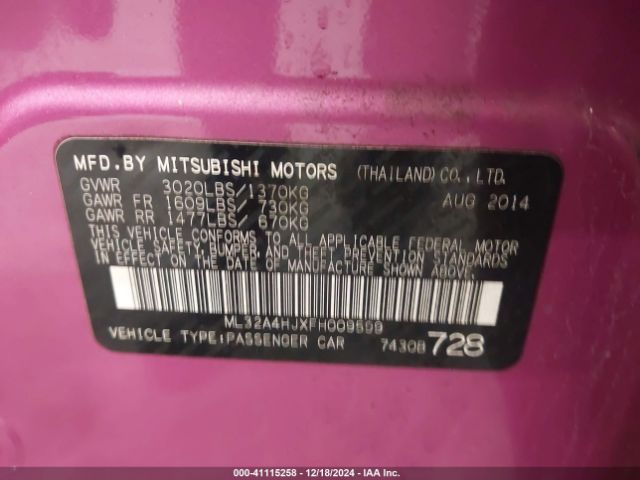 MFD.BY MITSUBISHI MOTORS (THAILAND)CO.,LTD.
GVWR 3020LBS/1370KG AUG 2014
GAWR FR 1609LBS/ 730KG
GAWR RR 1477LBS/ 670KG
THIS VEHICLE CONFORMS TO ALL APPLICABLE FEDERAL MOTOR
VEHICLE SAFETY, BUMPER, AND THEFT PREVENTION STANDARDS
IN EFFECT ON THE DATE OF MANUFACTURE SHOWN ABOVE.
ML32A4HJXFH009599
VEHICLE TYPE:PASSENGER CAR 7430B 728
000-41115258 - 12/18/2024 - IAA Inc.